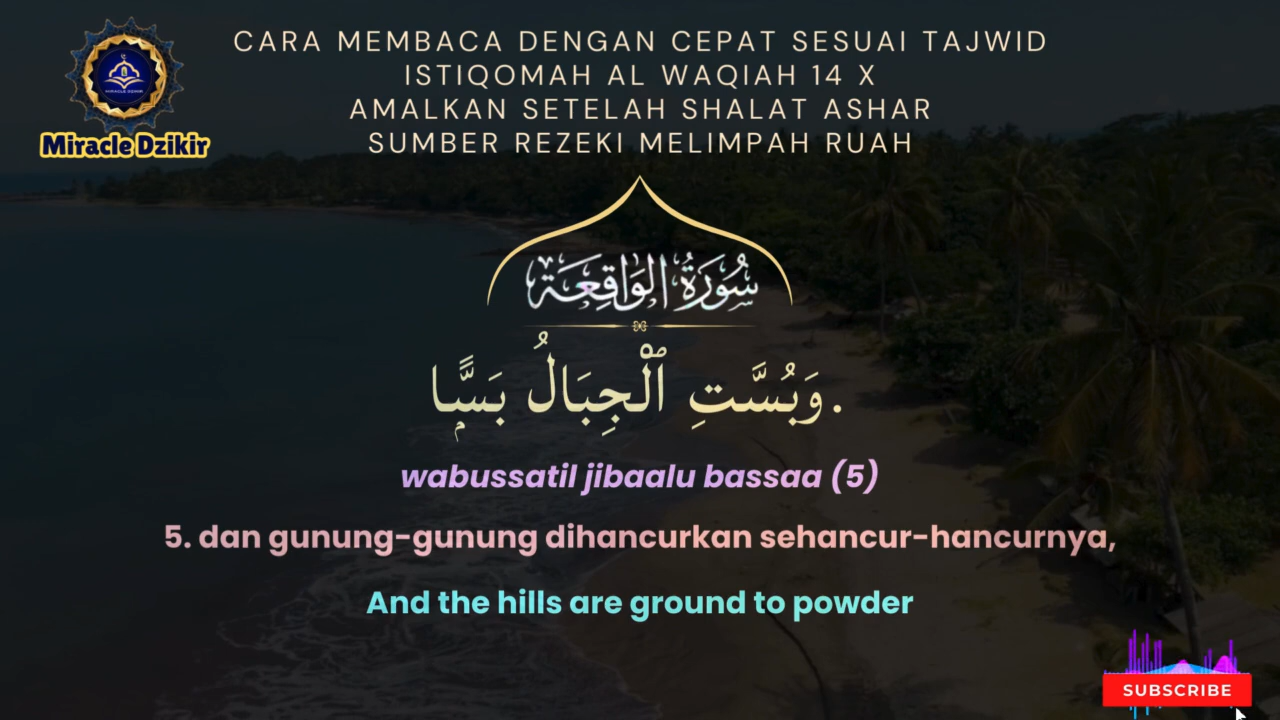 CARA MEMBACA DENGAN CEPAT SESUAI TAJWID
ISTIQOMAH AL WAQIAH 14 X
AMALKAN SETELAH SHALAT ASHAR
SUMBER REZEKI MELIMPAH RUAH
MIRACLE DZIKIR
Miracle Dzikir
سُورَةُ الوَاقِعَة
وَبُسَّتِ ٱلْجِبَالُ بَسًّۭا.
wabussatil jibaalu bassaa (5)
5. dan gunung-gunung dihancurkan sehancur-hancurnya,
And the hills are ground to powder
SUBSCRIBE